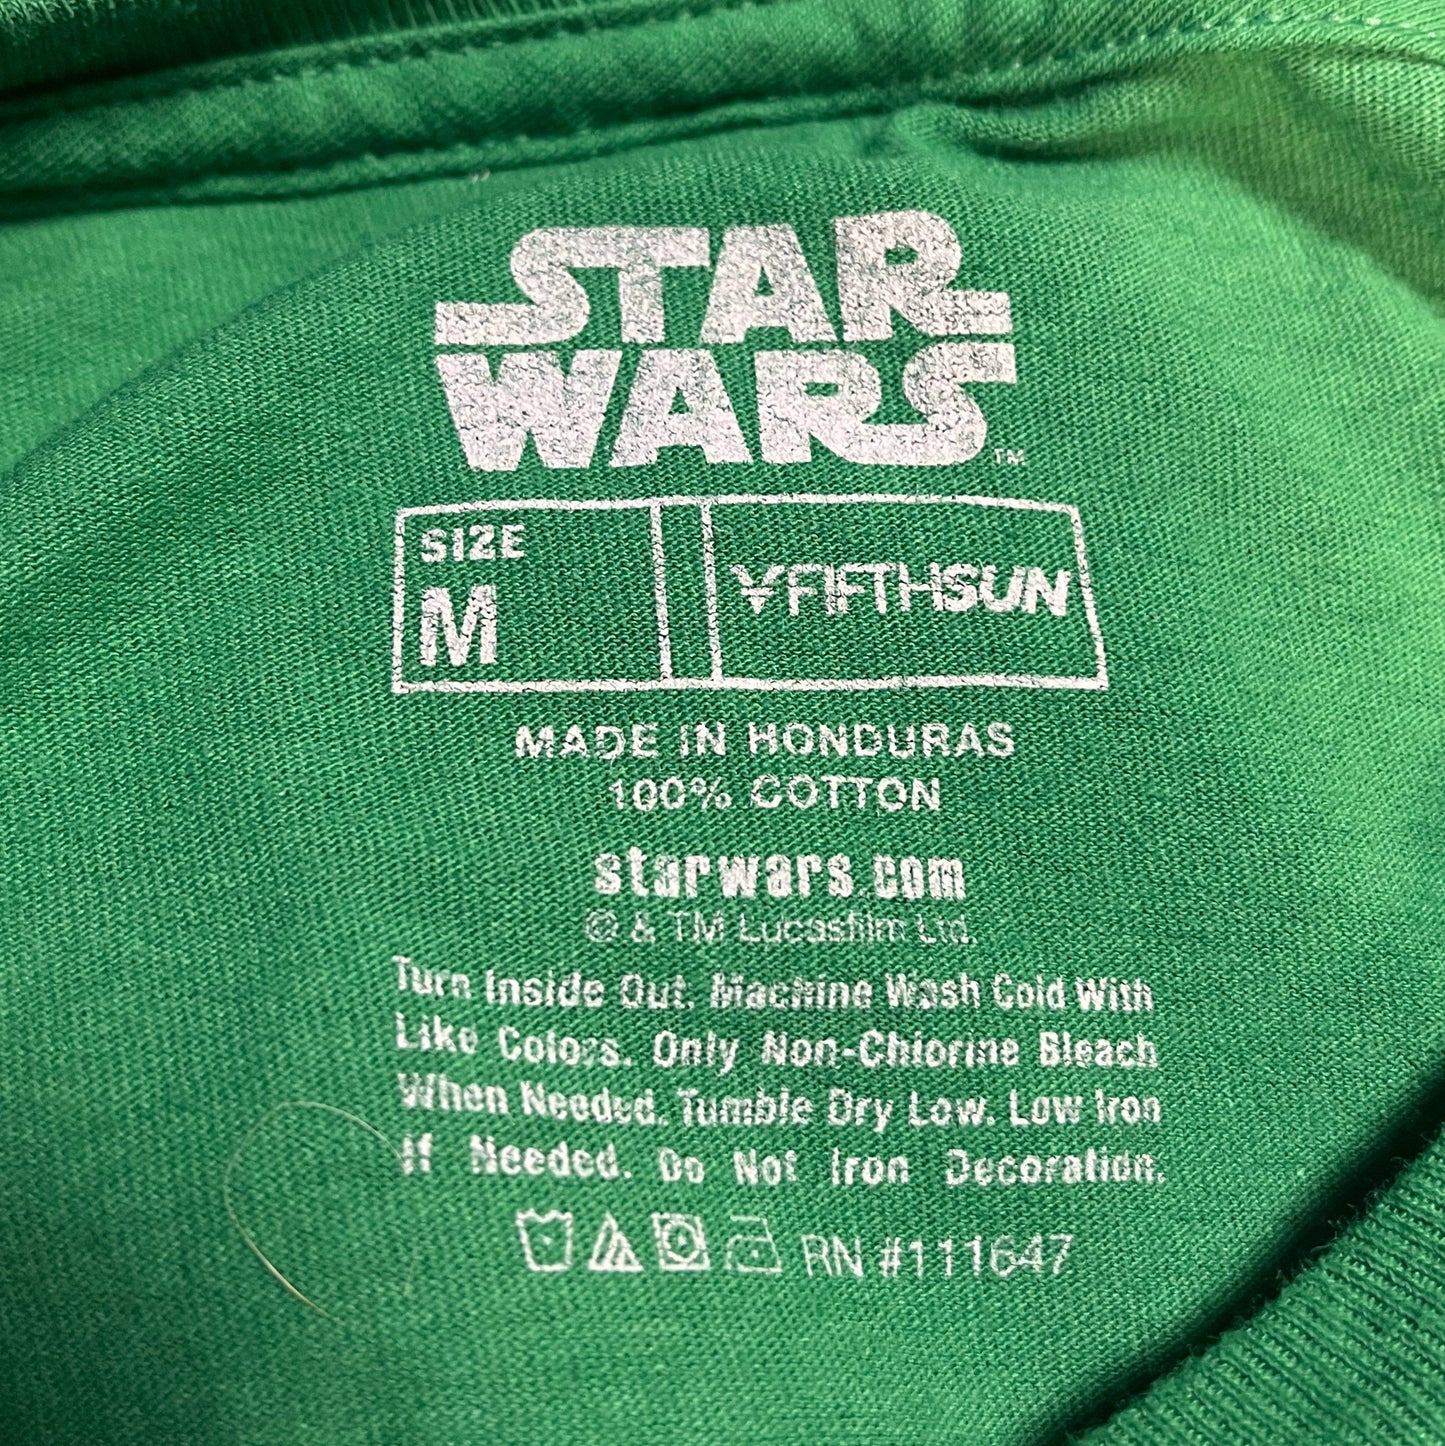 STAR
WARS™
SIZE
M
FIFTHSUN
MADE IN HONDURAS
100% COTTON
starwars.com
© & TM Lucasfilm Ltd.
Turn Inside Out. Machine Wash Cold With
Like Colors. Only Non-Chlorine Bleach
When Needed. Tumble Dry Low. Low Iron
If Needed. Do Not Iron Decoration.
RN #111647